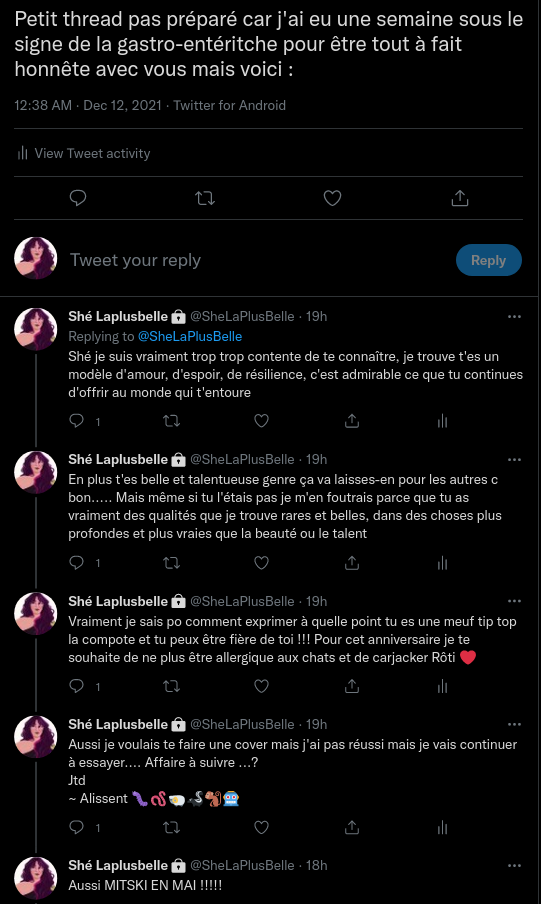 Petit thread pas préparé car j'ai eu une semaine sous le
signe de la gastro-entéritche pour être tout à fait
honnête avec vous mais voici :
12:38 AM · Dec 12, 2021 · Twitter for Android
View Tweet activity
Tweet your reply
Reply
Shé Laplusbelle @SheLaPlusBelle · 19h
Replying to @SheLaPlusBelle
Shé je suis vraiment trop trop contente de te connaître, je trouve t'es un
modèle d'amour, d'espoir, de résilience, c'est admirable ce que tu continues
d'offrir au monde qui t'entoure
1
Shé Laplusbelle @SheLaPlusBelle · 19h
En plus t'es belle et talentueuse genre ça va laisses-en pour les autres c
bon..... Mais même si tu l'étais pas je m'en foutrais parce que tu as
vraiment des qualités que je trouve rares et belles, dans des choses plus
profondes et plus vraies que la beauté ou le talent
1
Shé Laplusbelle @SheLaPlusBelle · 19h
Vraiment je sais po comment exprimer à quelle point tu es une meuf tip top
la compote et tu peux être fière de toi !!! Pour cet anniversaire je te
souhaite de ne plus être allergique aux chats et de carjacker Rôti ❤️
1
Shé Laplusbelle @SheLaPlusBelle · 19h
Aussi je voulais te faire une cover mais j'ai pas réussi mais je vais continuer
à essayer.... Affaire à suivre ...?
Jtd
~ Alissent 🐛🪱🍳🦨🐿️🤖
1
Shé Laplusbelle @SheLaPlusBelle · 18h
Aussi MITSKI EN MAI !!!!!